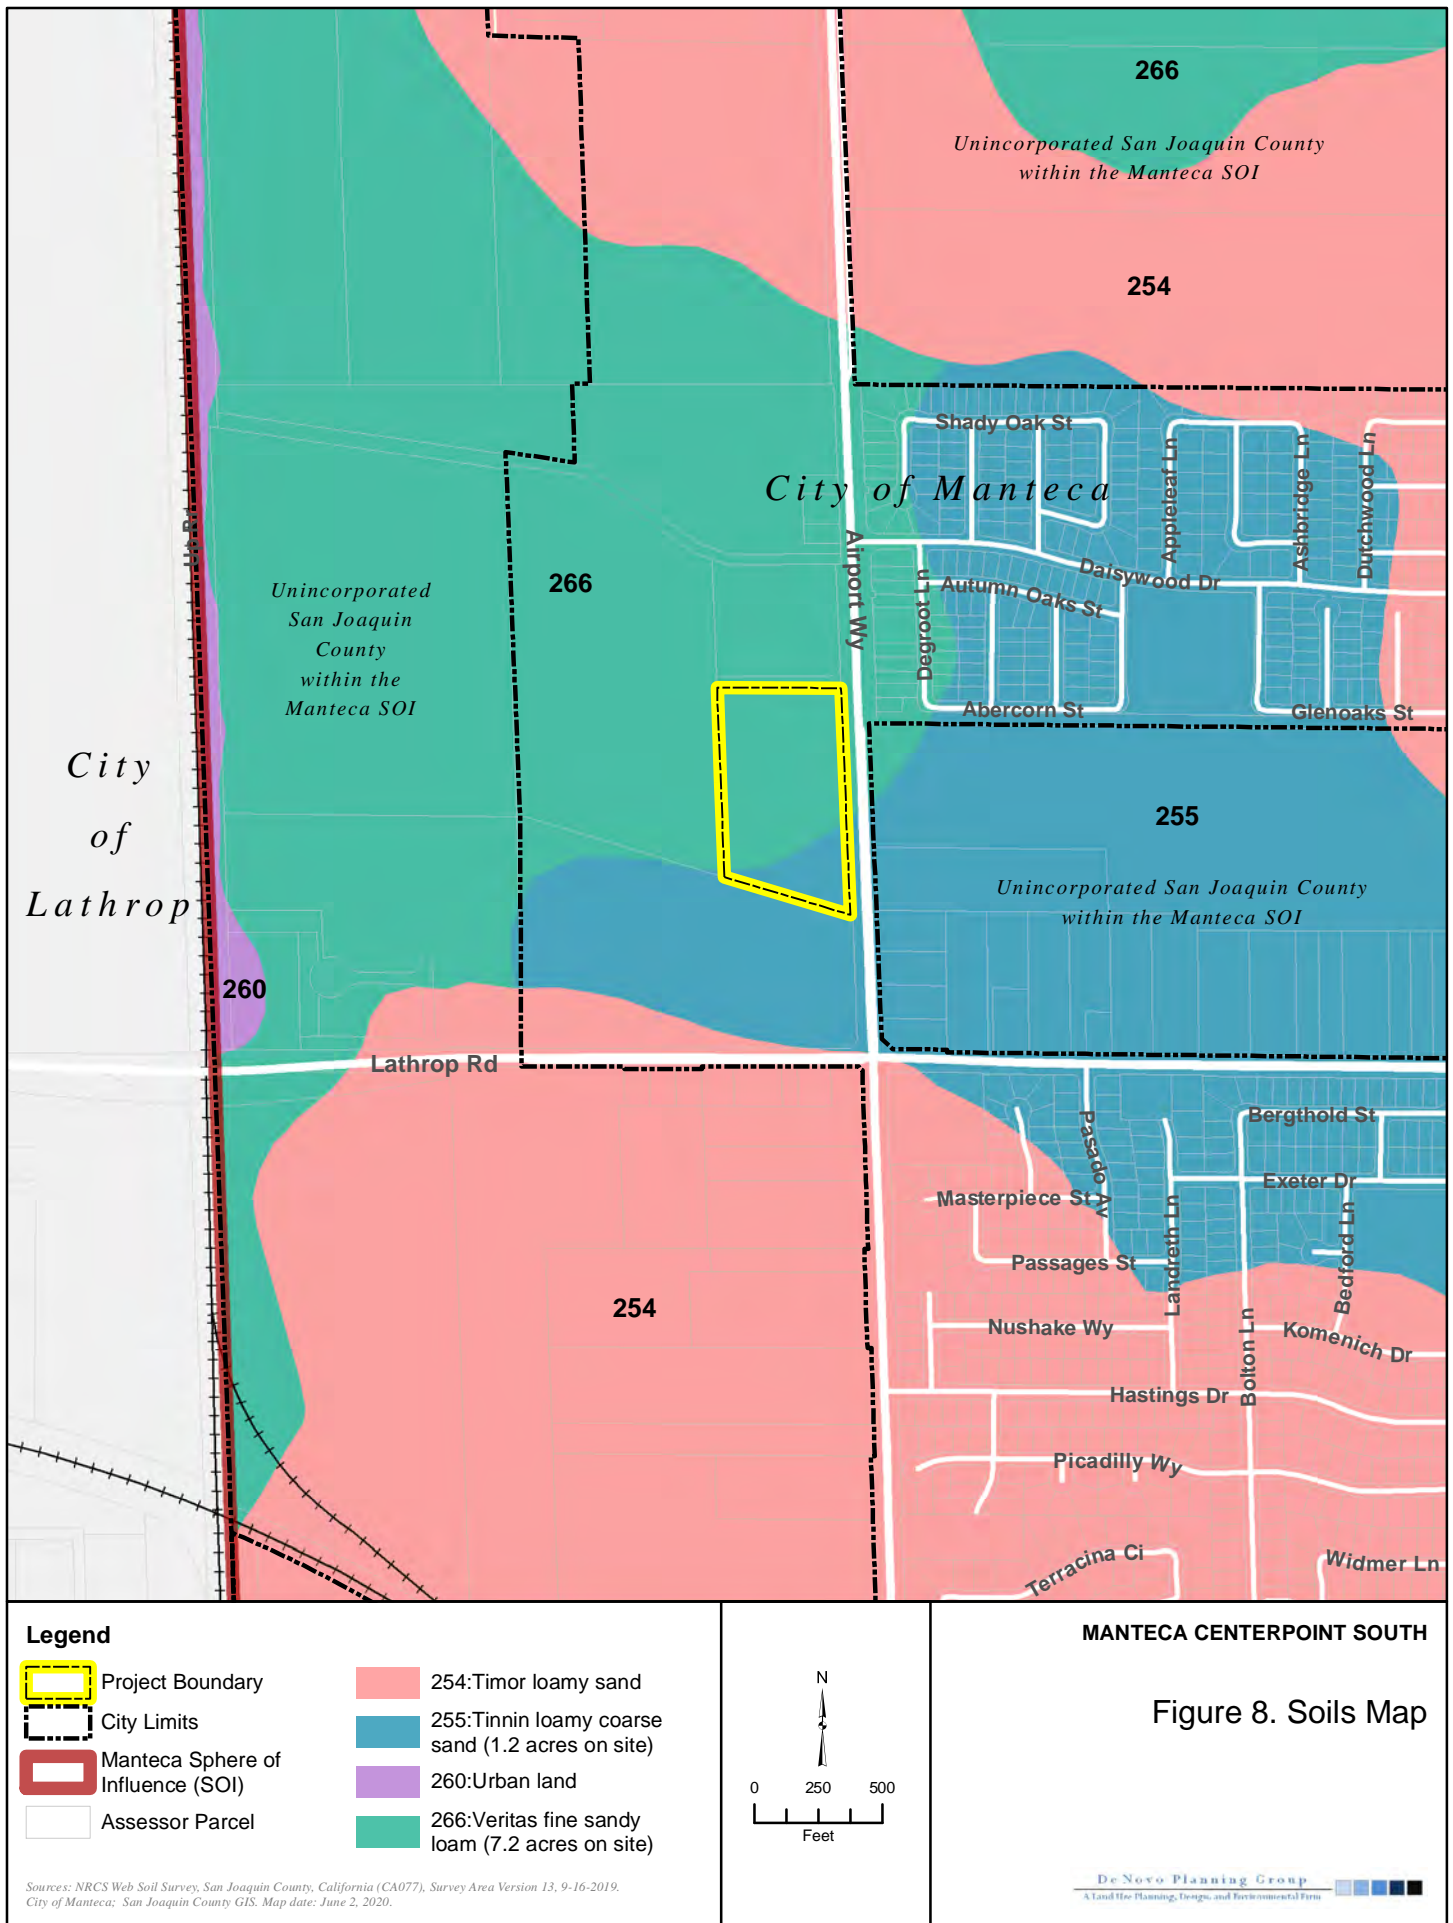 266
Unincorporated San Joaquin County
within the Manteca SOI
254
Shady Oak St
City of Manteca
Appleleaf Ln
Ashbridge Ln
Dutchwood Ln
Airport Wy
Daisywood Dr
Autumn Oaks St
Degroot Ln
266
Unincorporated
San Joaquin
County
within the
Manteca SOI
Abercorn St
Glenoaks St
City
of
Lathrop
255
Unincorporated San Joaquin County
within the Manteca SOI
260
Lathrop Rd
Bergthold St
Pasado Av
Exeter Dr
Masterpiece St
Landreth Ln
Bedford Ln
Passages St
254
Nushake Wy
Komenich Dr
Bolton Ln
Hastings Dr
Picadilly Wy
Terracina Ci
Widmer Ln
Legend
Project Boundary
City Limits
Manteca Sphere of
Influence (SOI)
Assessor Parcel
254:Timor loamy sand
255:Tinnin loamy coarse
sand (1.2 acres on site)
260:Urban land
266:Veritas fine sandy
loam (7.2 acres on site)
N
0 250 500
Feet
MANTECA CENTERPOINT SOUTH
Figure 8. Soils Map
Sources: NRCS Web Soil Survey, San Joaquin County, California (CA077), Survey Area Version 13, 9-16-2019.
City of Manteca; San Joaquin County GIS. Map date: June 2, 2020.
De Novo Planning Group
A Land Use Planning, Design, and Environmental Firm